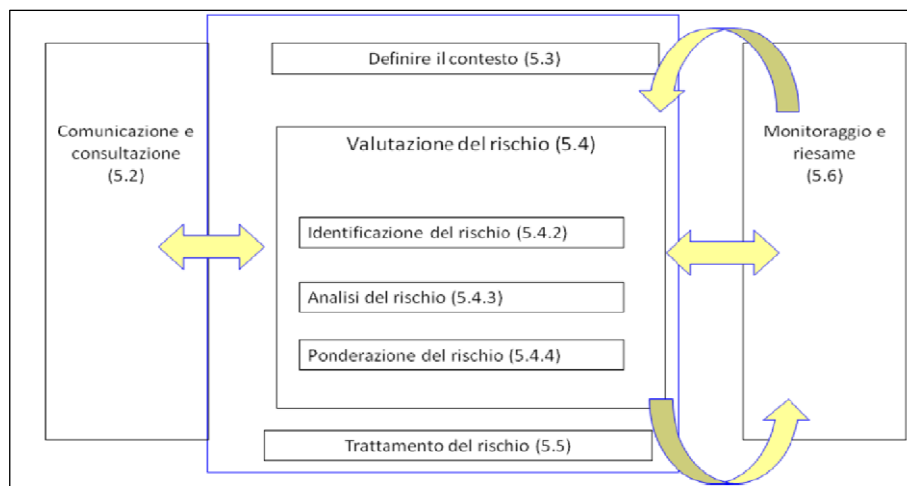 Definire il contesto (5.3)
Comunicazione e
consultazione
(5.2)
Valutazione del rischio (5.4)
Identificazione del rischio (5.4.2)
Analisi del rischio (5.4.3)
Ponderazione del rischio (5.4.4)
Monitoraggio e
riesame
(5.6)
Trattamento del rischio (5.5)